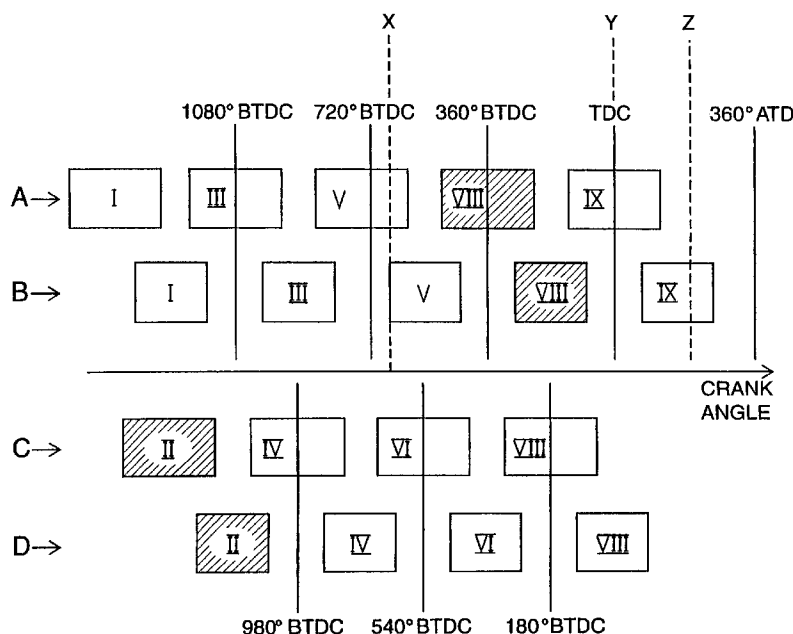 X Y Z
1080° BTDC 720° BTDC 360° BTDC TDC 360° ATD
A→ I III V VIII IX
B→ I III V VIII IX
CRANK
ANGLE
C→ II IV VI VIII
D→ II IV VI VIII
980° BTDC 540° BTDC 180° BTDC